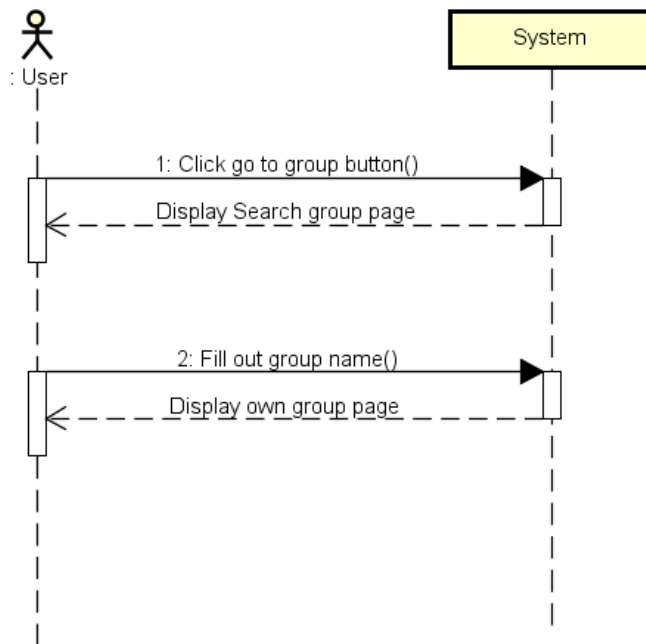 System
: User
1: Click go to group button()
Display Search group page
2: Fill out group name()
Display own group page